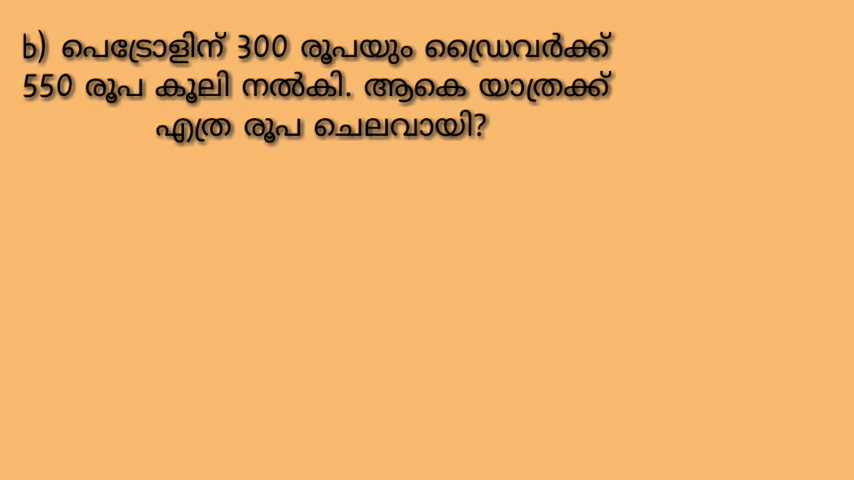 b) പെട്രോളിന് 300 രൂപയും ഡ്രൈവർക്ക്
550 രൂപ കൂലി നൽകി. ആകെ യാത്രക്ക്
എത്ര രൂപ ചെലവായി?